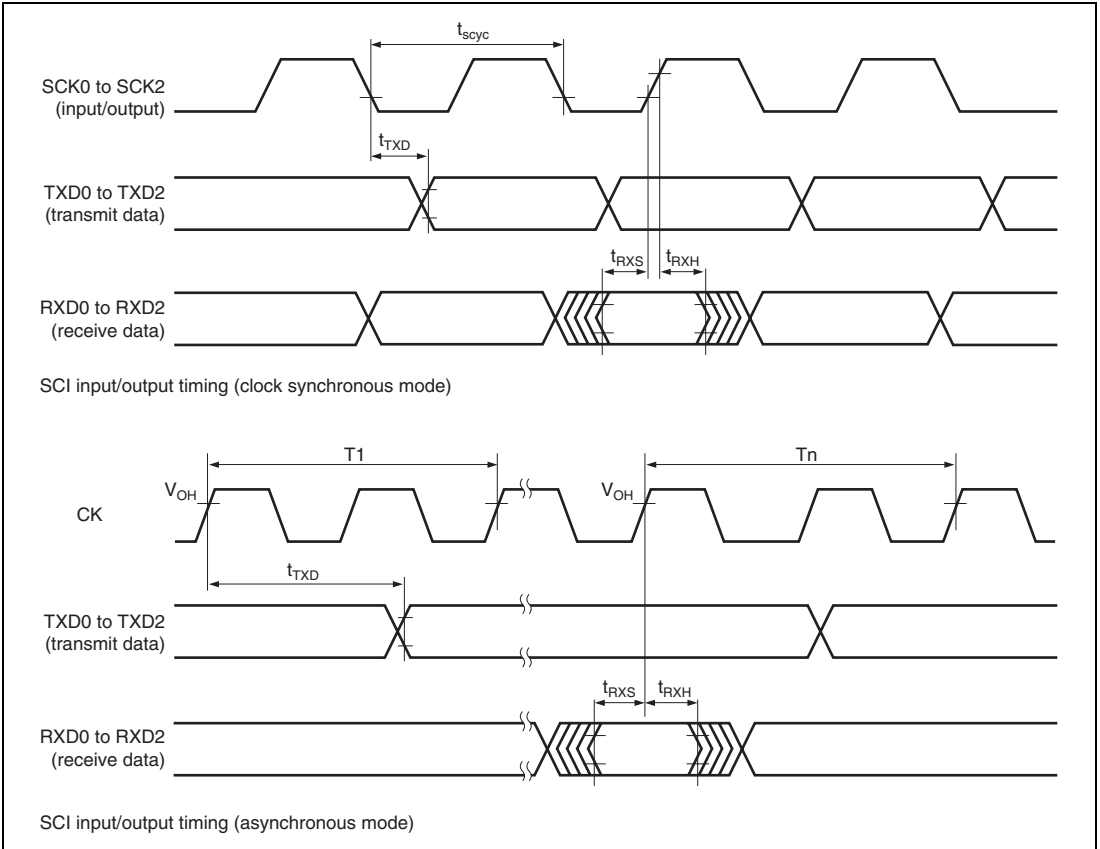 tscyc
SCK0 to SCK2
(input/output)
tTXD
TXD0 to TXD2
(transmit data)
tRXS
tRXH
RXD0 to RXD2
(receive data)
SCI input/output timing (clock synchronous mode)
T1
Tn
VOH
VOH
CK
tTXD
TXD0 to TXD2
(transmit data)
tRXS
tRXH
RXD0 to RXD2
(receive data)
SCI input/output timing (asynchronous mode)